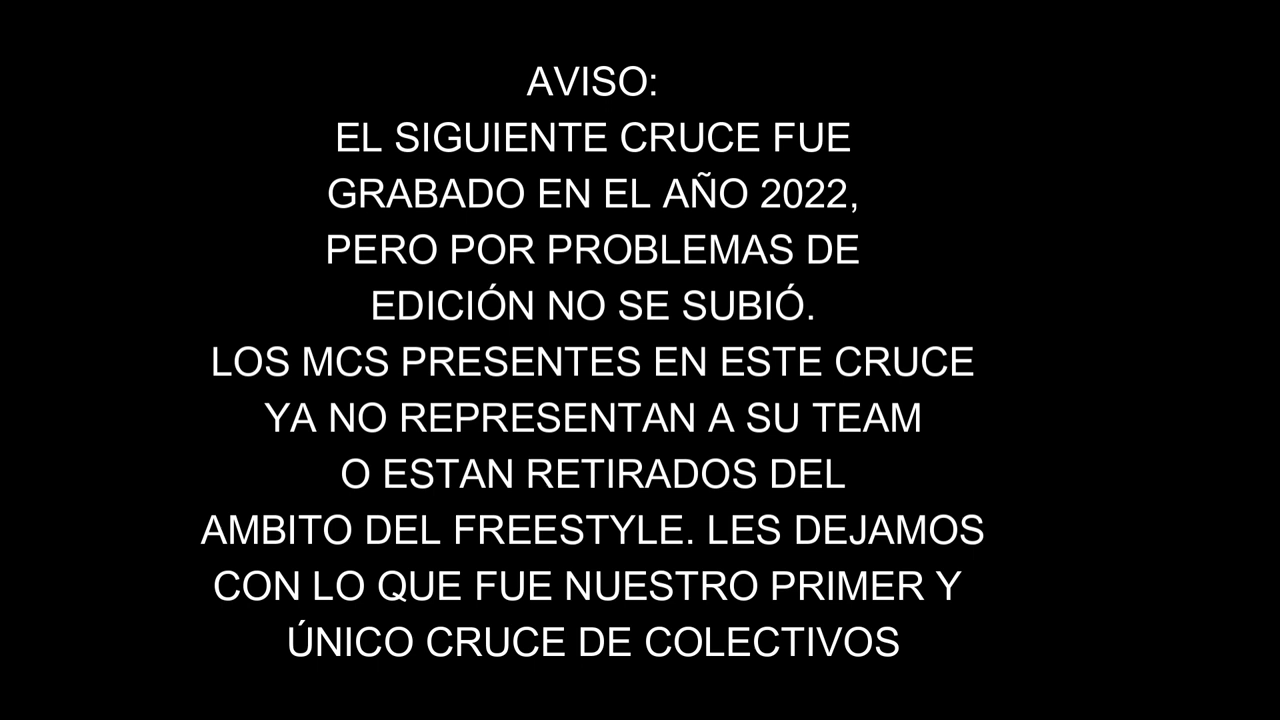 AVISO:
EL SIGUIENTE CRUCE FUE
GRABADO EN EL AÑO 2022,
PERO POR PROBLEMAS DE
EDICIÓN NO SE SUBIÓ.
LOS MCS PRESENTES EN ESTE CRUCE
YA NO REPRESENTAN A SU TEAM
O ESTAN RETIRADOS DEL
AMBITO DEL FREESTYLE. LES DEJAMOS
CON LO QUE FUE NUESTRO PRIMER Y
ÚNICO CRUCE DE COLECTIVOS